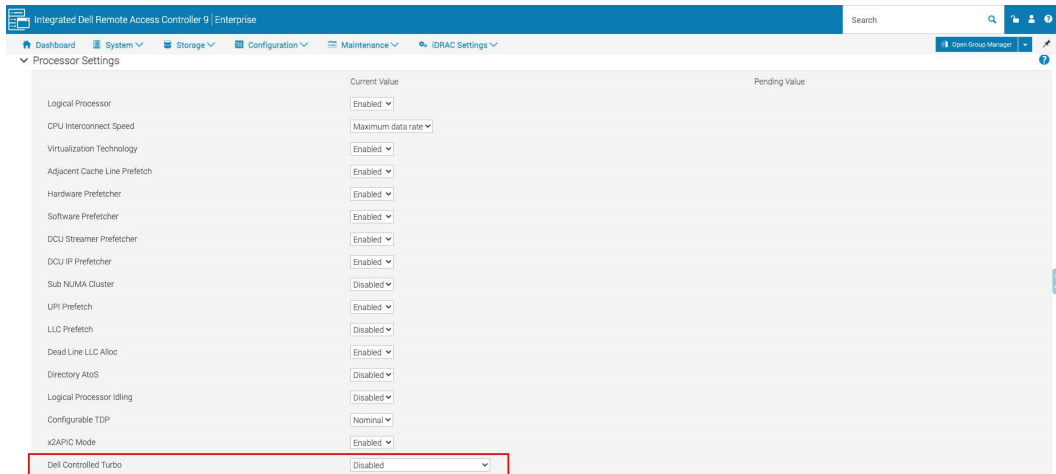 Integrated Dell Remote Access Controller 9 | Enterprise
Search
Dashboard System Storage Configuration Maintenance iDRAC Settings Open Group Manager
Processor Settings
Current Value Pending Value
Logical Processor Enabled
CPU Interconnect Speed Maximum data rate
Virtualization Technology Enabled
Adjacent Cache Line Prefetch Enabled
Hardware Prefetcher Enabled
Software Prefetcher Enabled
DCU Streamer Prefetcher Enabled
DCU IP Prefetcher Enabled
Sub NUMA Cluster Disabled
UPI Prefetch Enabled
LLC Prefetch Disabled
Dead Line LLC Alloc Enabled
Directory AtoS Disabled
Logical Processor Idling Disabled
Configurable TDP Nominal
x2APIC Mode Enabled
Dell Controlled Turbo Disabled